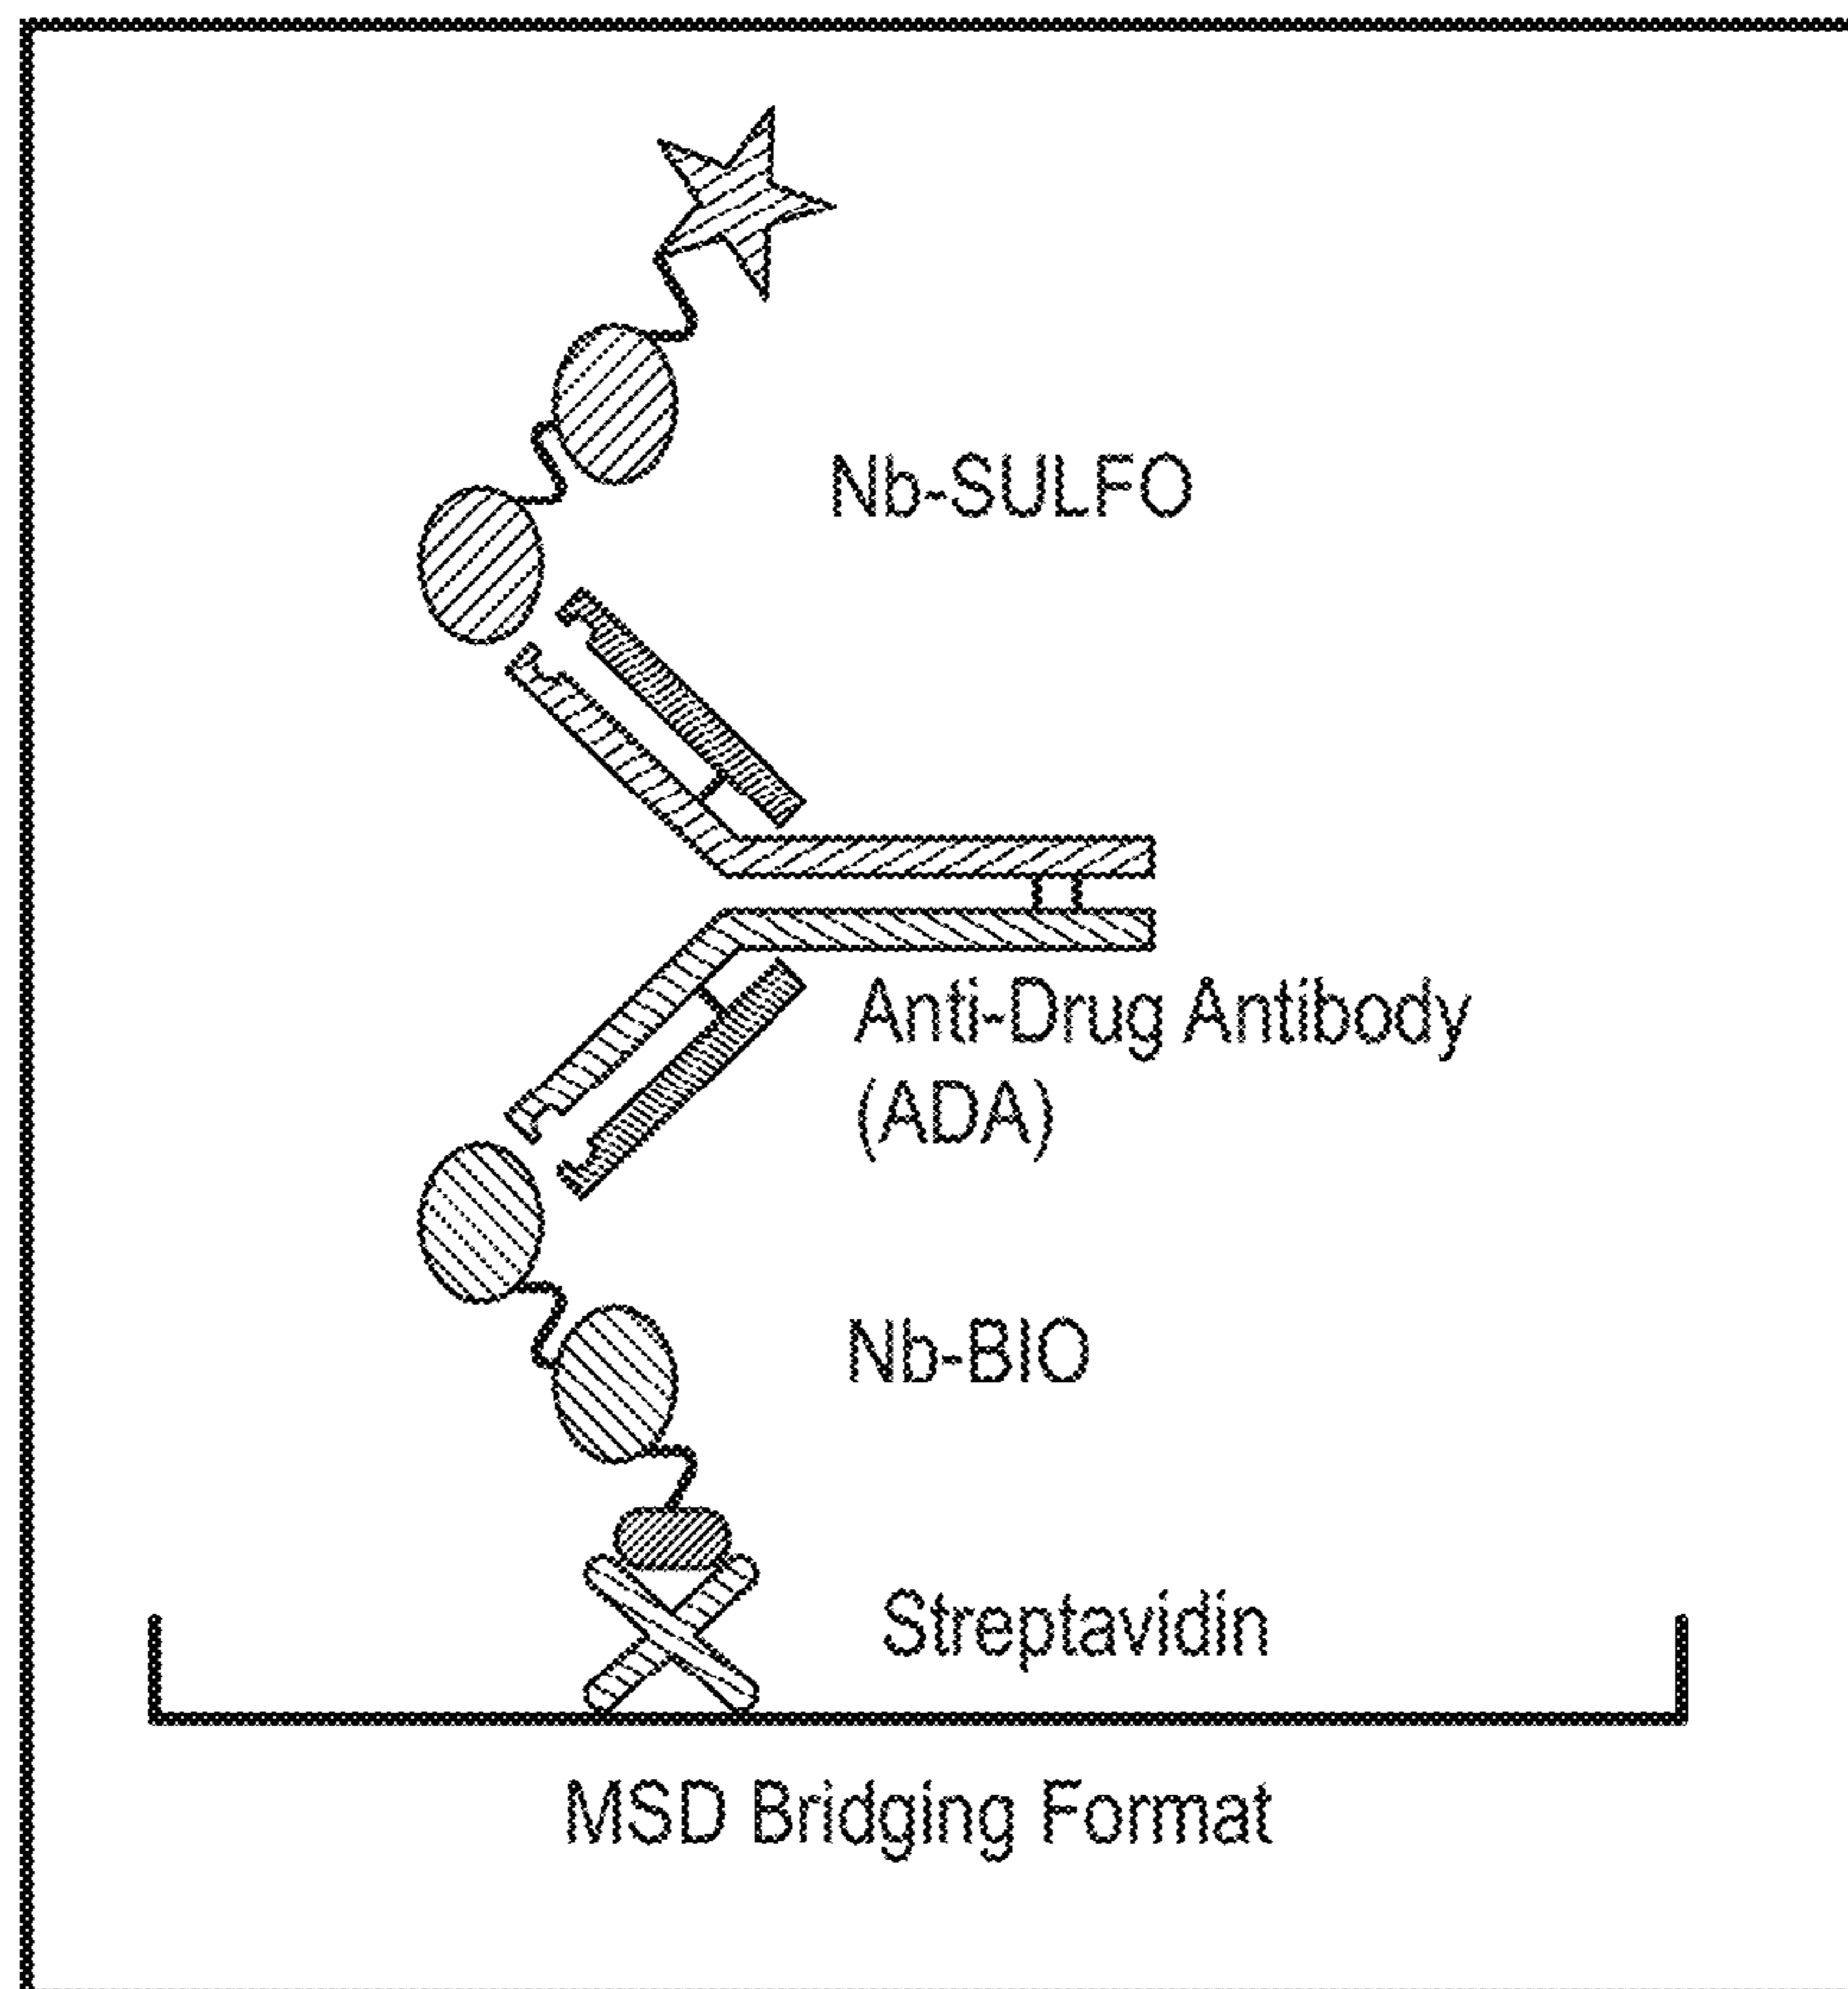 Nb-SULFO
Anti-Drug Antibody
(ADA)
Nb-BIO
Streptavidin
MSD Bridging Format